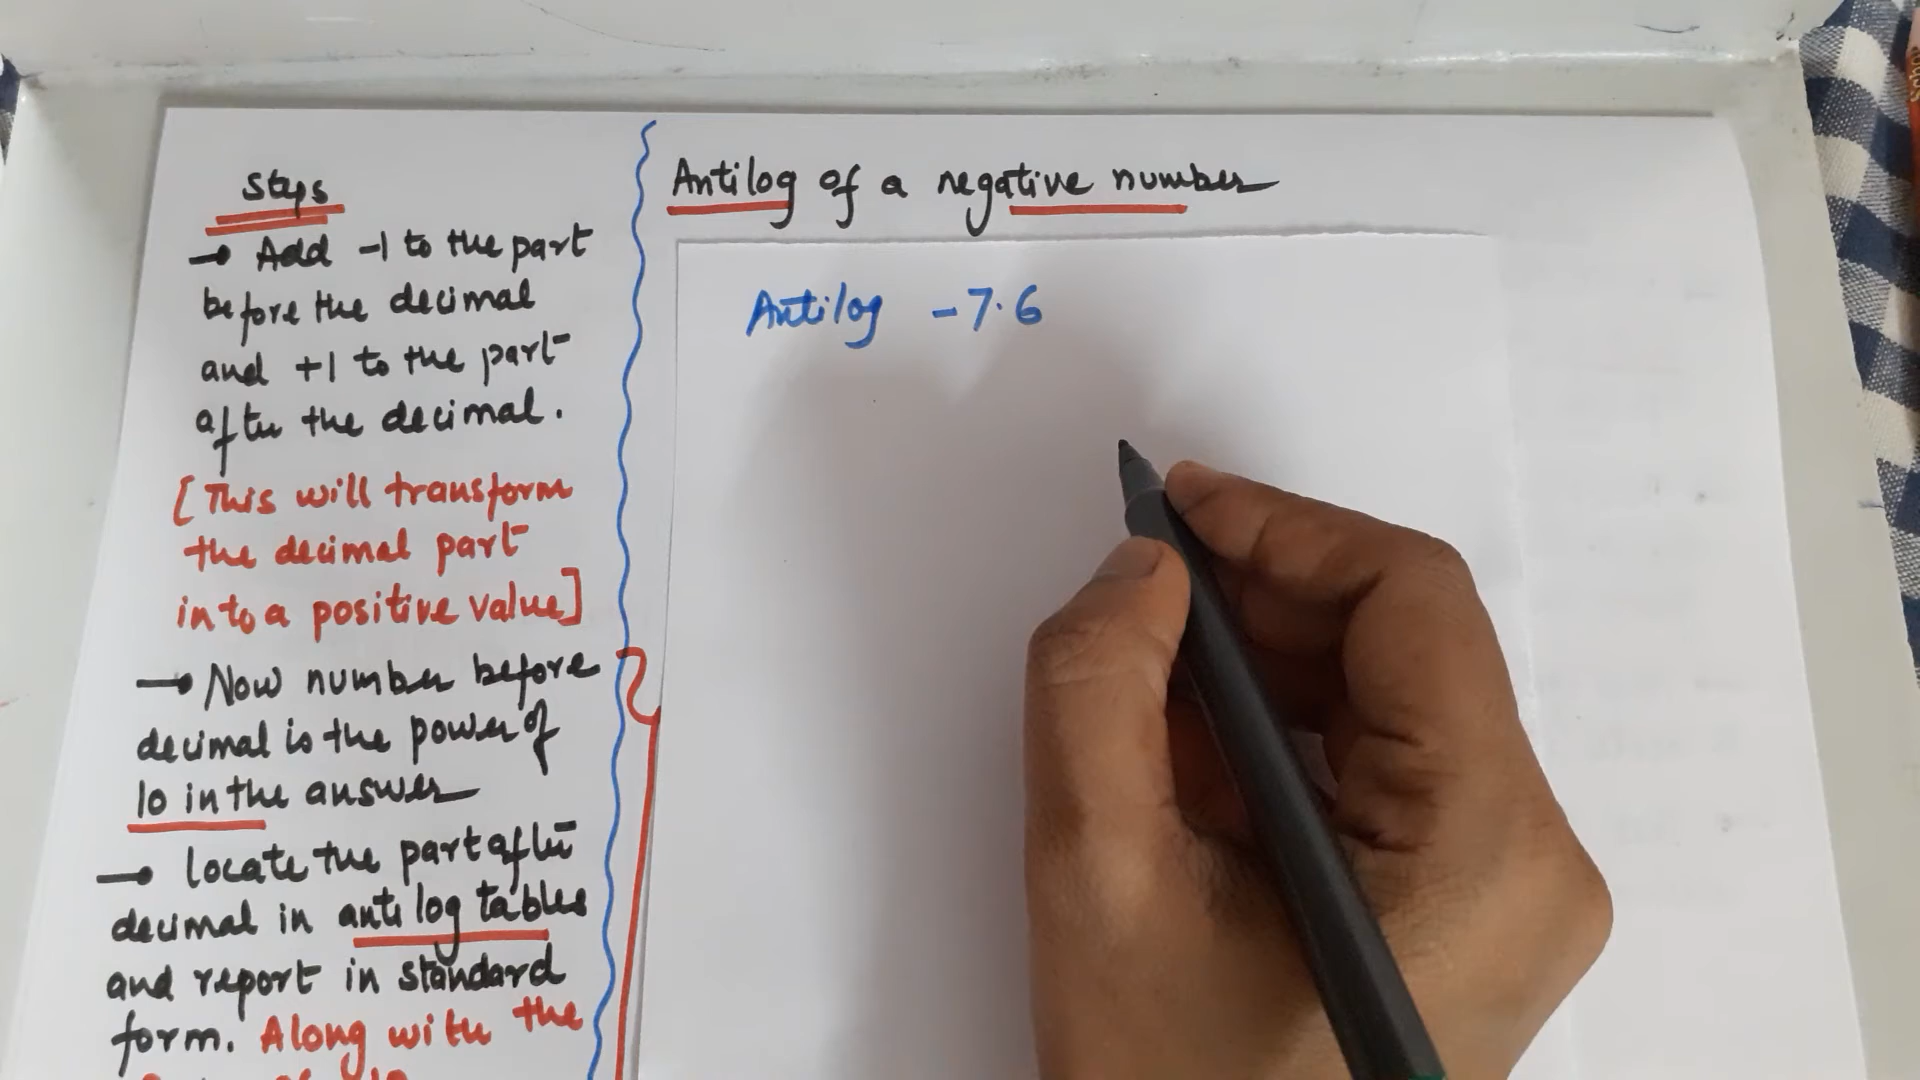 Steps
→ Add -1 to the part
before the decimal
and +1 to the part
after the decimal.
[This will transform
the decimal part
into a positive value]
→ Now number before
decimal is the power of
10 in the answer
→ Locate the part after
decimal in antilog tables
and report in standard
form. Along with the
Antilog of a negative number
Antilog -7.6